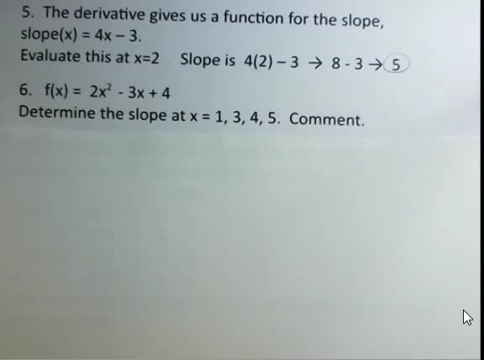 5. The derivative gives us a function for the slope,
slope(x) = 4x – 3.
Evaluate this at x=2 Slope is 4(2) – 3 → 8 - 3 → 5
6. f(x) = 2x² - 3x + 4
Determine the slope at x = 1, 3, 4, 5. Comment.